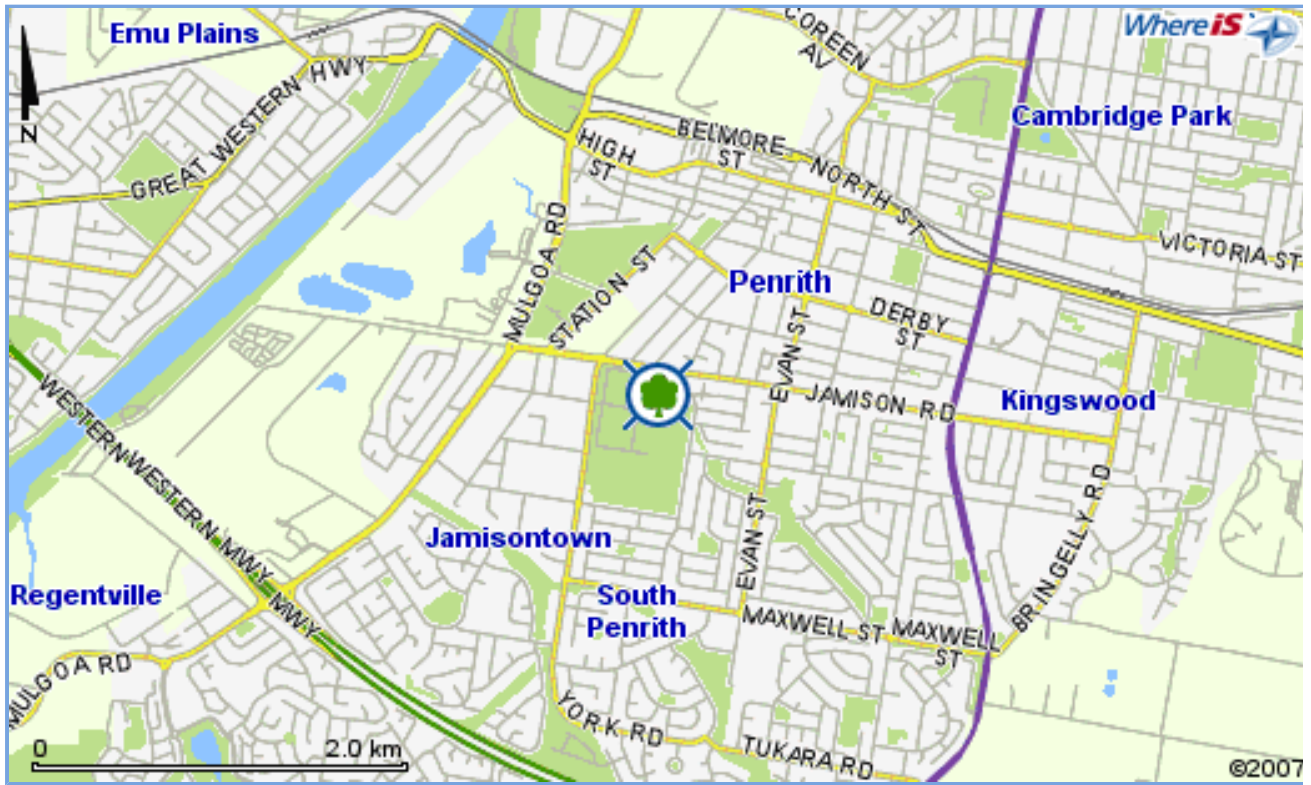 WhereiS
Emu Plains
COREEN
AV
N
GREAT WESTERN HWY
Cambridge Park
HIGH
ST
BELMORE
ST
NORTH ST
VICTORIA ST
MULGOA RD
STATION ST
Penrith
DERBY
ST
EVAN ST
JAMISON RD
Kingswood
WESTERN
WESTERN MWY
MWY
Jamisontown
EVAN ST
BRINGELLY RD
Regentville
South
Penrith
MAXWELL ST
MAXWELL
ST
MULGOA RD
YORK RD
TUKARA RD
0
2.0 km
©2007